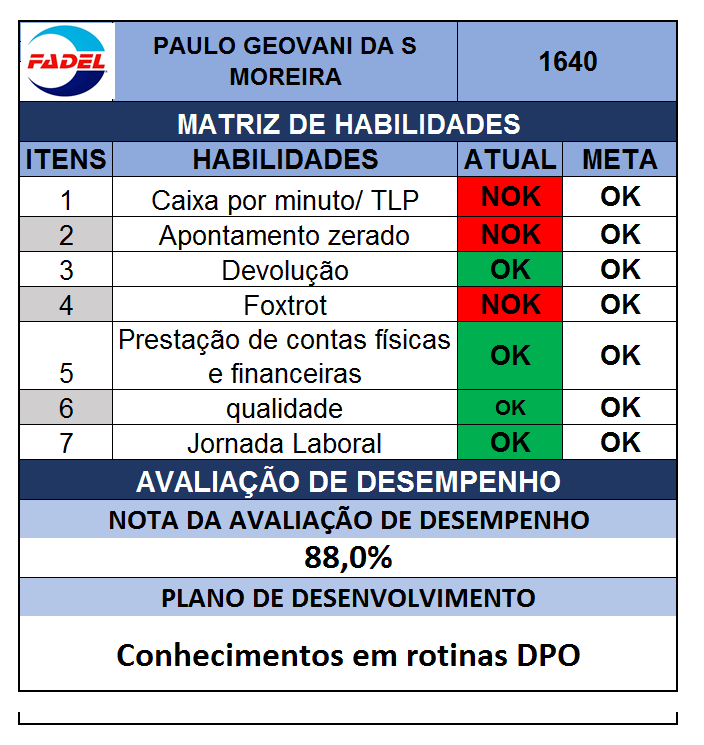 FADEL
PAULO GEOVANI DA S
MOREIRA
1640
MATRIZ DE HABILIDADES
ITENS HABILIDADES ATUAL META
1 Caixa por minuto/ TLP NOK OK
2 Apontamento zerado NOK OK
3 Devolução OK OK
4 Foxtrot NOK OK
5 Prestação de contas físicas
e financeiras OK OK
6 qualidade OK OK
7 Jornada Laboral OK OK
AVALIAÇÃO DE DESEMPENHO
NOTA DA AVALIAÇÃO DE DESEMPENHO
88,0%
PLANO DE DESENVOLVIMENTO
Conhecimentos em rotinas DPO